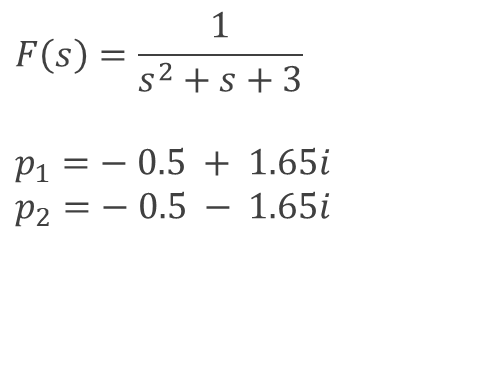 F(s) = 1 / (s² + s + 3)
p₁ = − 0.5 + 1.65i
p₂ = − 0.5 − 1.65i